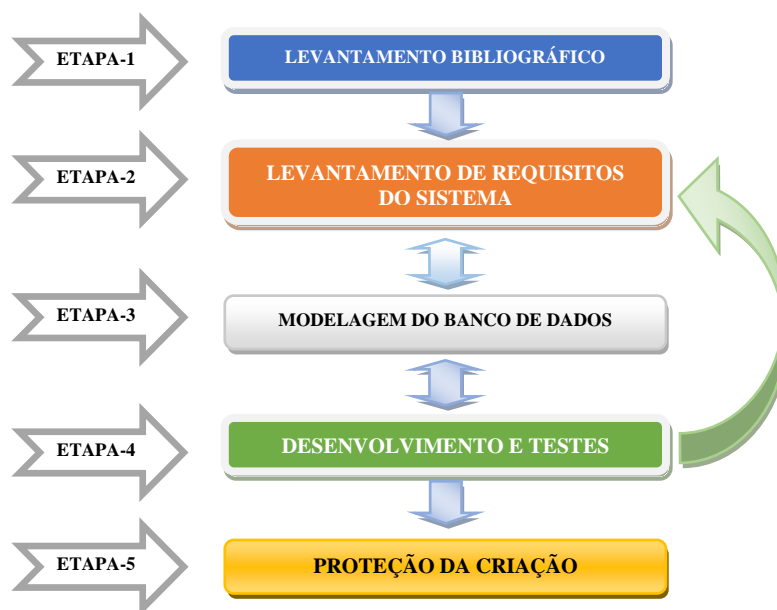 ETAPA-1
LEVANTAMENTO BIBLIOGRÁFICO
ETAPA-2
LEVANTAMENTO DE REQUISITOS
DO SISTEMA
ETAPA-3
MODELAGEM DO BANCO DE DADOS
ETAPA-4
DESENVOLVIMENTO E TESTES
ETAPA-5
PROTEÇÃO DA CRIAÇÃO